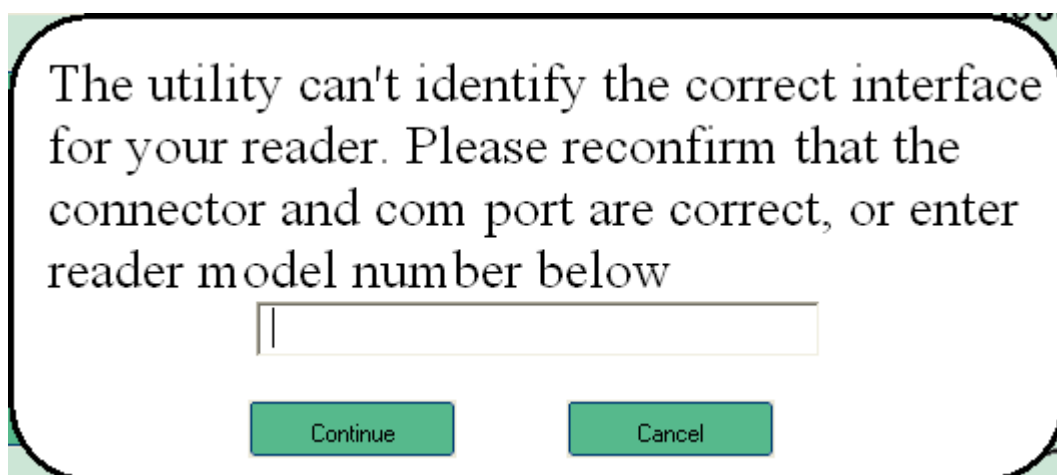 The utility can't identify the correct interface
for your reader. Please reconfirm that the
connector and com port are correct, or enter
reader model number below
Continue
Cancel